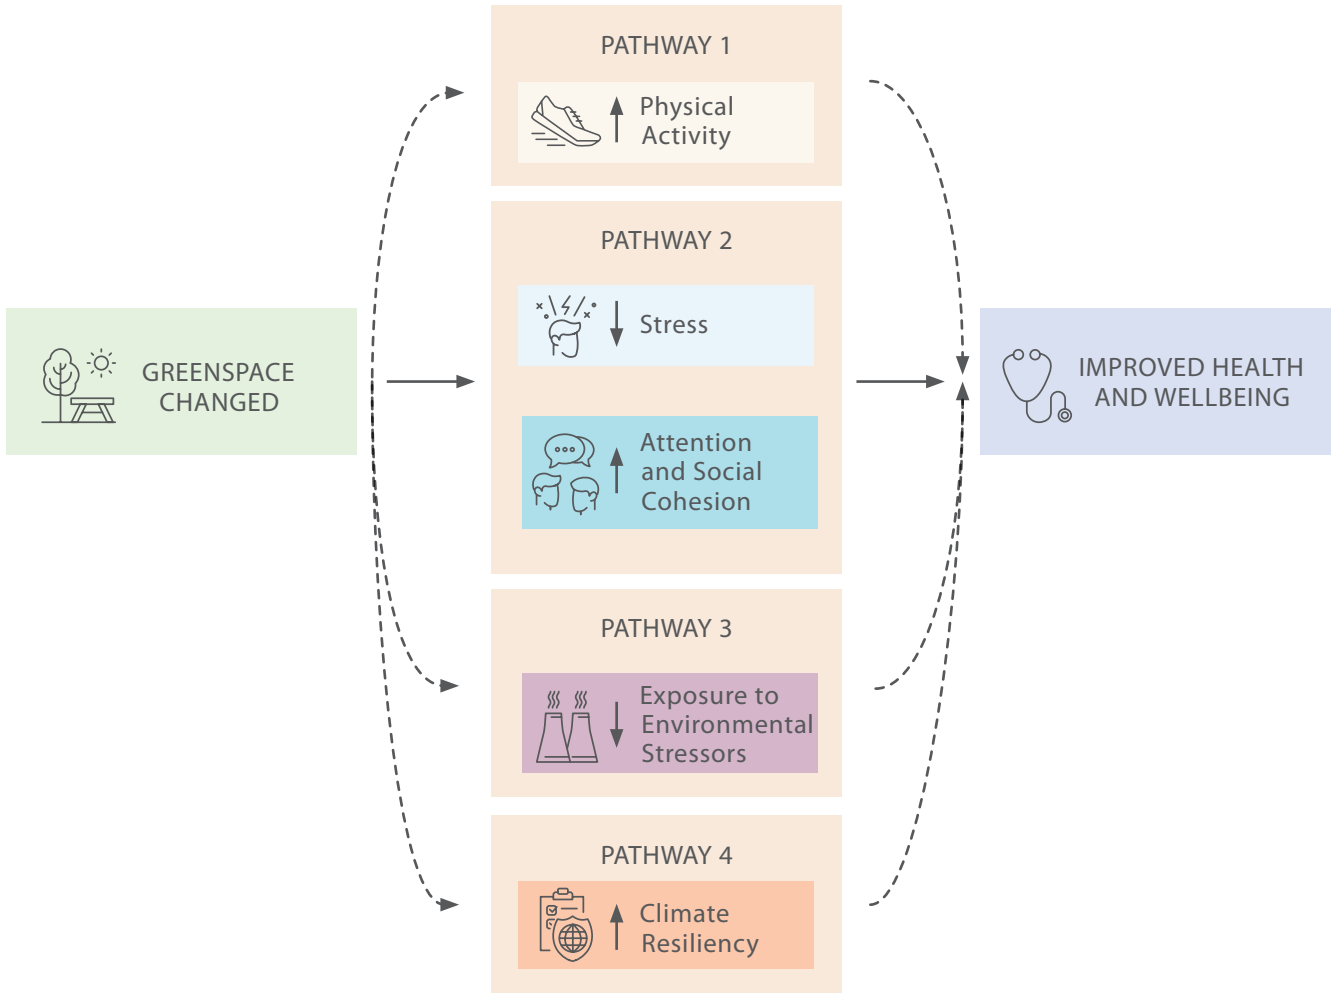 PATHWAY 1
Physical
Activity
PATHWAY 2
Stress
Attention
and Social
Cohesion
GREENSPACE
CHANGED
IMPROVED HEALTH
AND WELLBEING
PATHWAY 3
Exposure to
Environmental
Stressors
PATHWAY 4
Climate
Resiliency